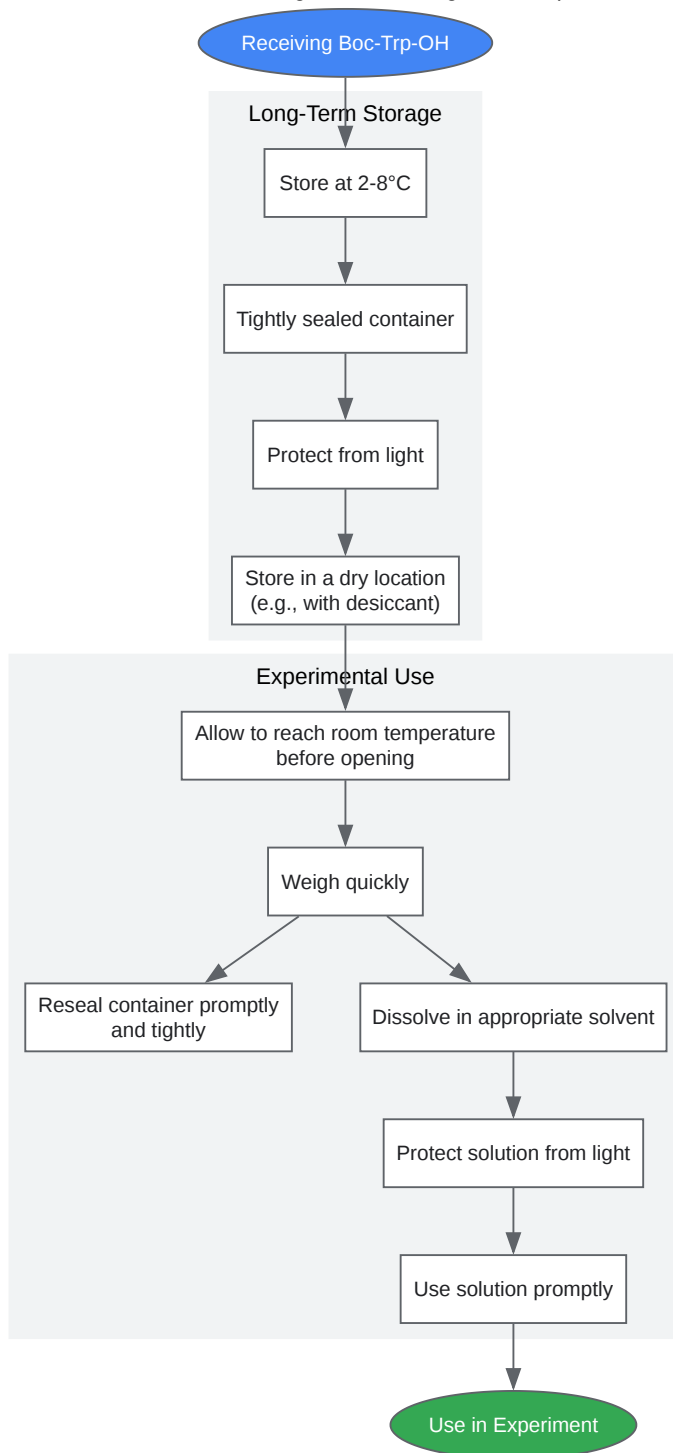 Receiving Boc-Trp-OH
Long-Term Storage
Store at 2-8°C
Tightly sealed container
Protect from light
Store in a dry location
(e.g., with desiccant)
Experimental Use
Allow to reach room temperature
before opening
Weigh quickly
Reseal container promptly
and tightly
Dissolve in appropriate solvent
Protect solution from light
Use solution promptly
Use in Experiment